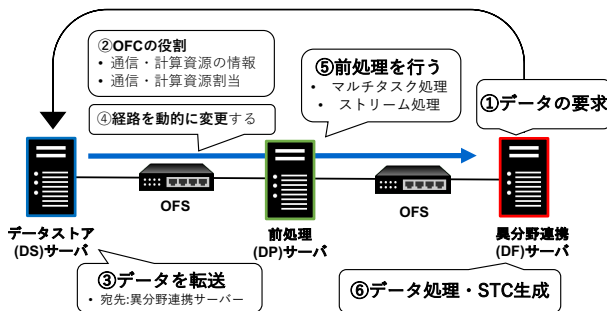 ②OFCの役割
• 通信・計算資源の情報
• 通信・計算資源割当
⑤前処理を行う
• マルチタスク処理
• ストリーム処理
①データの要求
④経路を動的に変更する
OFS
OFS
データストア
(DS)サーバ
前処理
(DP)サーバ
異分野連携
(DF)サーバ
③データを転送
• 宛先:異分野連携サーバー
⑥データ処理・STC生成